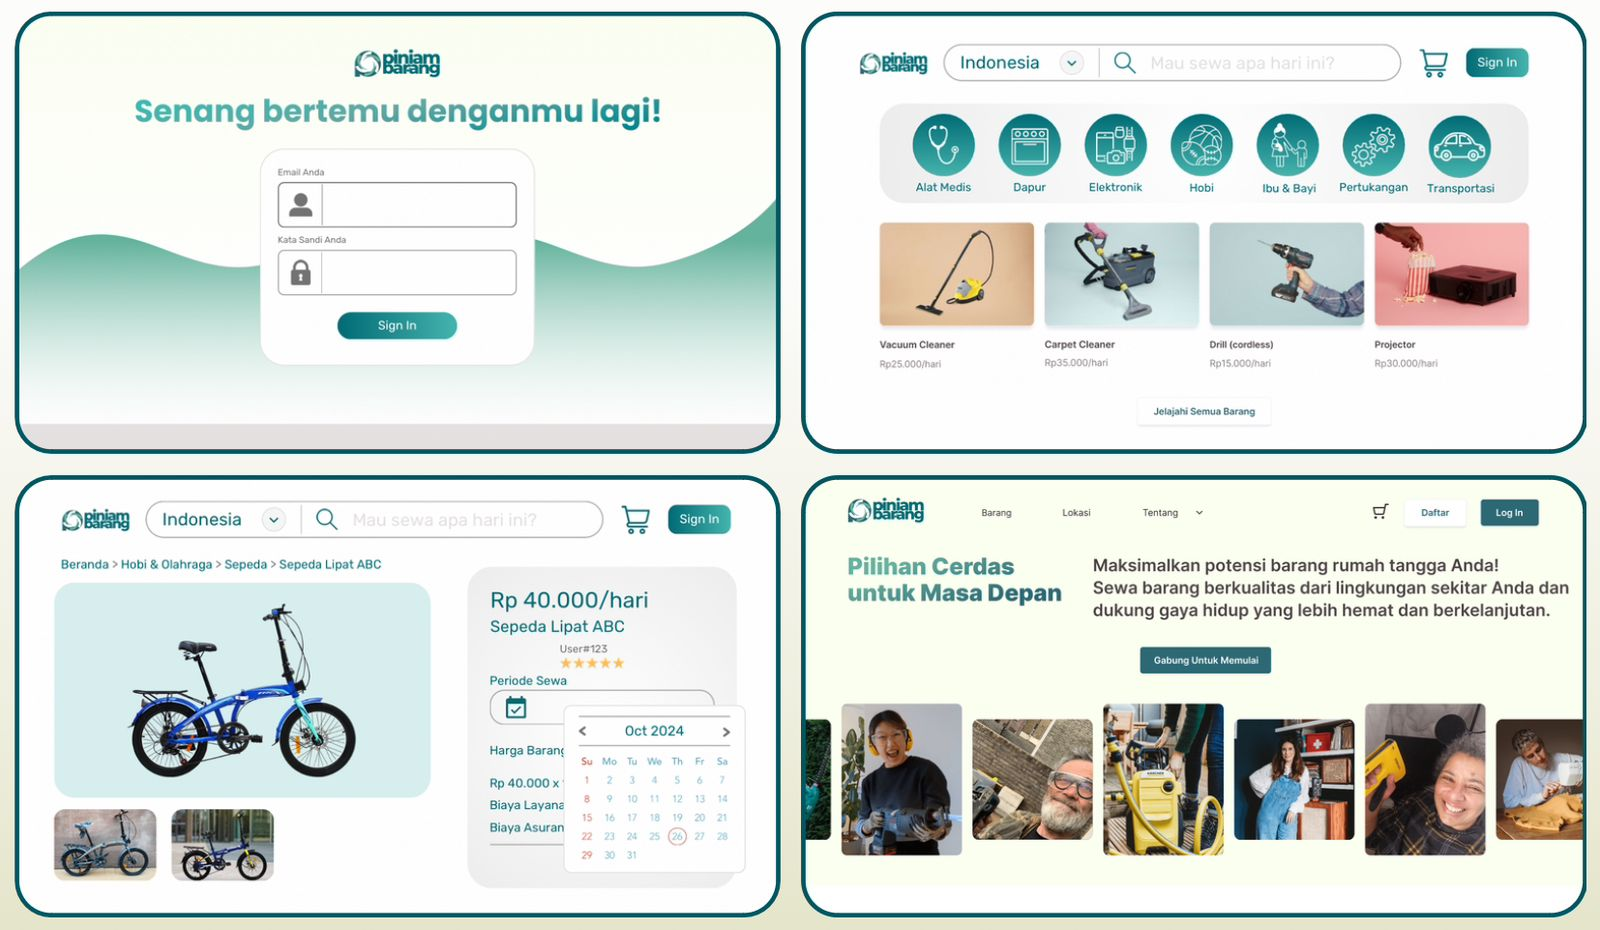 pinjam
barang
Senang bertemu denganmu lagi!
Email Anda
Kata Sandi Anda
Sign In
pinjam
barang
Indonesia
Mau sewa apa hari ini?
Sign In
Alat Medis
Dapur
Elektronik
Hobi
Ibu & Bayi
Pertukangan
Transportasi
Vacuum Cleaner
Rp25.000/hari
Carpet Cleaner
Rp35.000/hari
Drill (cordless)
Rp15.000/hari
Projector
Rp30.000/hari
Jelajahi Semua Barang
pinjam
barang
Indonesia
Mau sewa apa hari ini?
Sign In
Beranda > Hobi & Olahraga > Sepeda > Sepeda Lipat ABC
Rp 40.000/hari
Sepeda Lipat ABC
User#123
Periode Sewa
Harga Barang
Rp 40.000 x
Biaya Layana
Biaya Asuran
< Oct 2024 >
Su Mo Tu We Th Fr Sa
1 2 3 4 5 6 7
8 9 10 11 12 13 14
15 16 17 18 19 20 21
22 23 24 25 26 27 28
29 30 31
pinjam
barang
Barang
Lokasi
Tentang
Daftar
Log In
Pilihan Cerdas
untuk Masa Depan
Maksimalkan potensi barang rumah tangga Anda!
Sewa barang berkualitas dari lingkungan sekitar Anda dan
dukung gaya hidup yang lebih hemat dan berkelanjutan.
Gabung Untuk Memulai
KARCHER